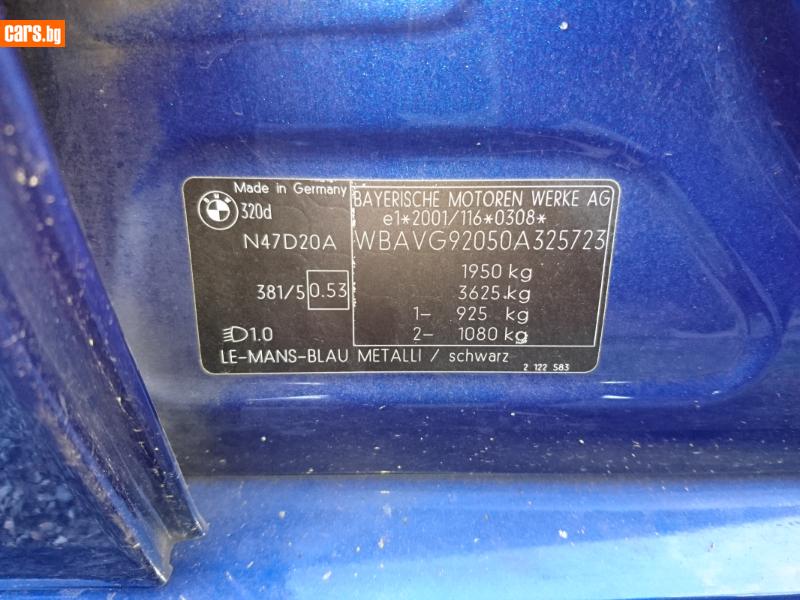 cars.bg
Made in Germany
320d
N47D20A
381/5 0.53
1.0
BAYERISCHE MOTOREN WERKE AG
e1*2001/116*0308*
WBAVG92050A325723
1950 kg
3625 kg
1- 925 kg
2- 1080 kg
LE-MANS-BLAU METALLI / schwarz
2 122 583